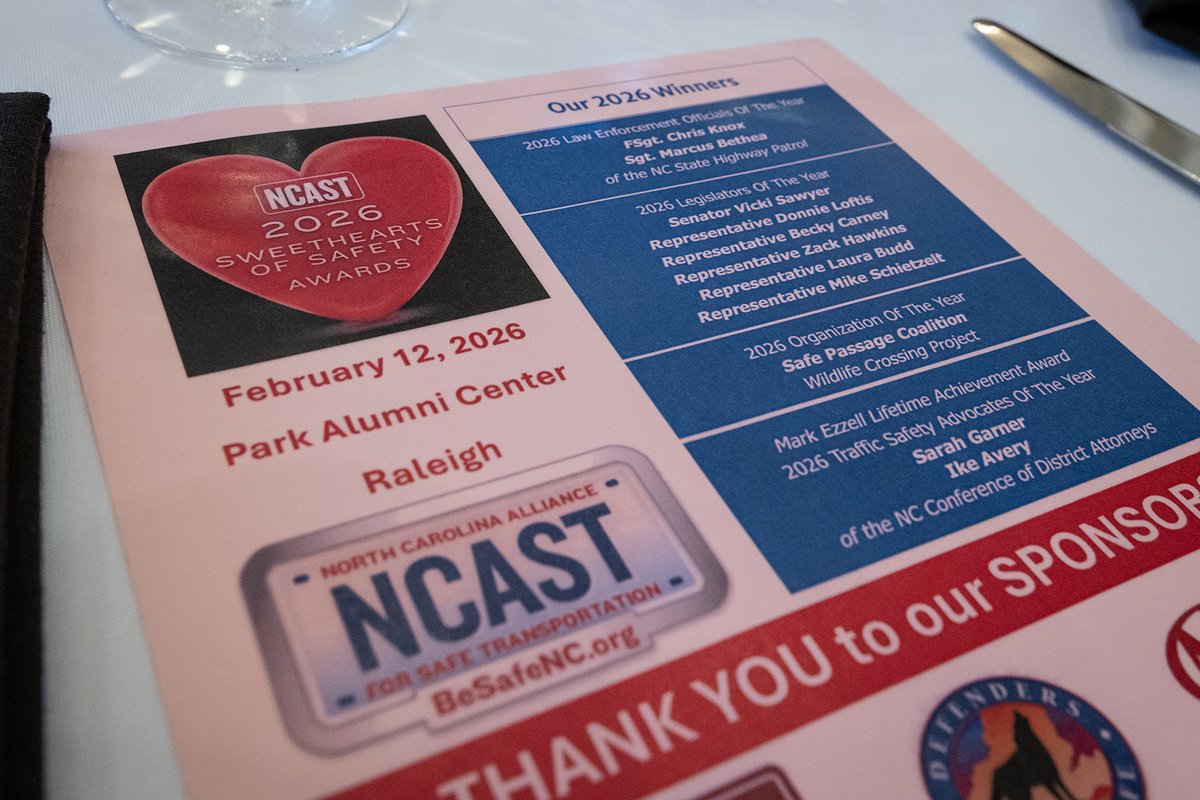 NCAST
2026
SWEETHEARTS
OF SAFETY
AWARDS
February 12, 2026
Park Alumni Center
Raleigh
NORTH CAROLINA ALLIANCE
NCAST
FOR SAFE TRANSPORTATION
BeSafeNC.org
Our 2026 Winners
2026 Law Enforcement Officials Of The Year
FSgt. Chris Knox
Sgt. Marcus Bethea
of the NC State Highway Patrol
2026 Legislators Of The Year
Senator Vicki Sawyer
Representative Donnie Loftis
Representative Becky Carney
Representative Zack Hawkins
Representative Laura Budd
Representative Mike Schietzelt
2026 Organization Of The Year
Safe Passage Coalition
Wildlife Crossing Project
Mark Ezzell Lifetime Achievement Award
2026 Traffic Safety Advocates Of The Year
Sarah Garner
Ike Avery
of the NC Conference of District Attorneys
THANK YOU to our SPONSOR
DEFENDERS